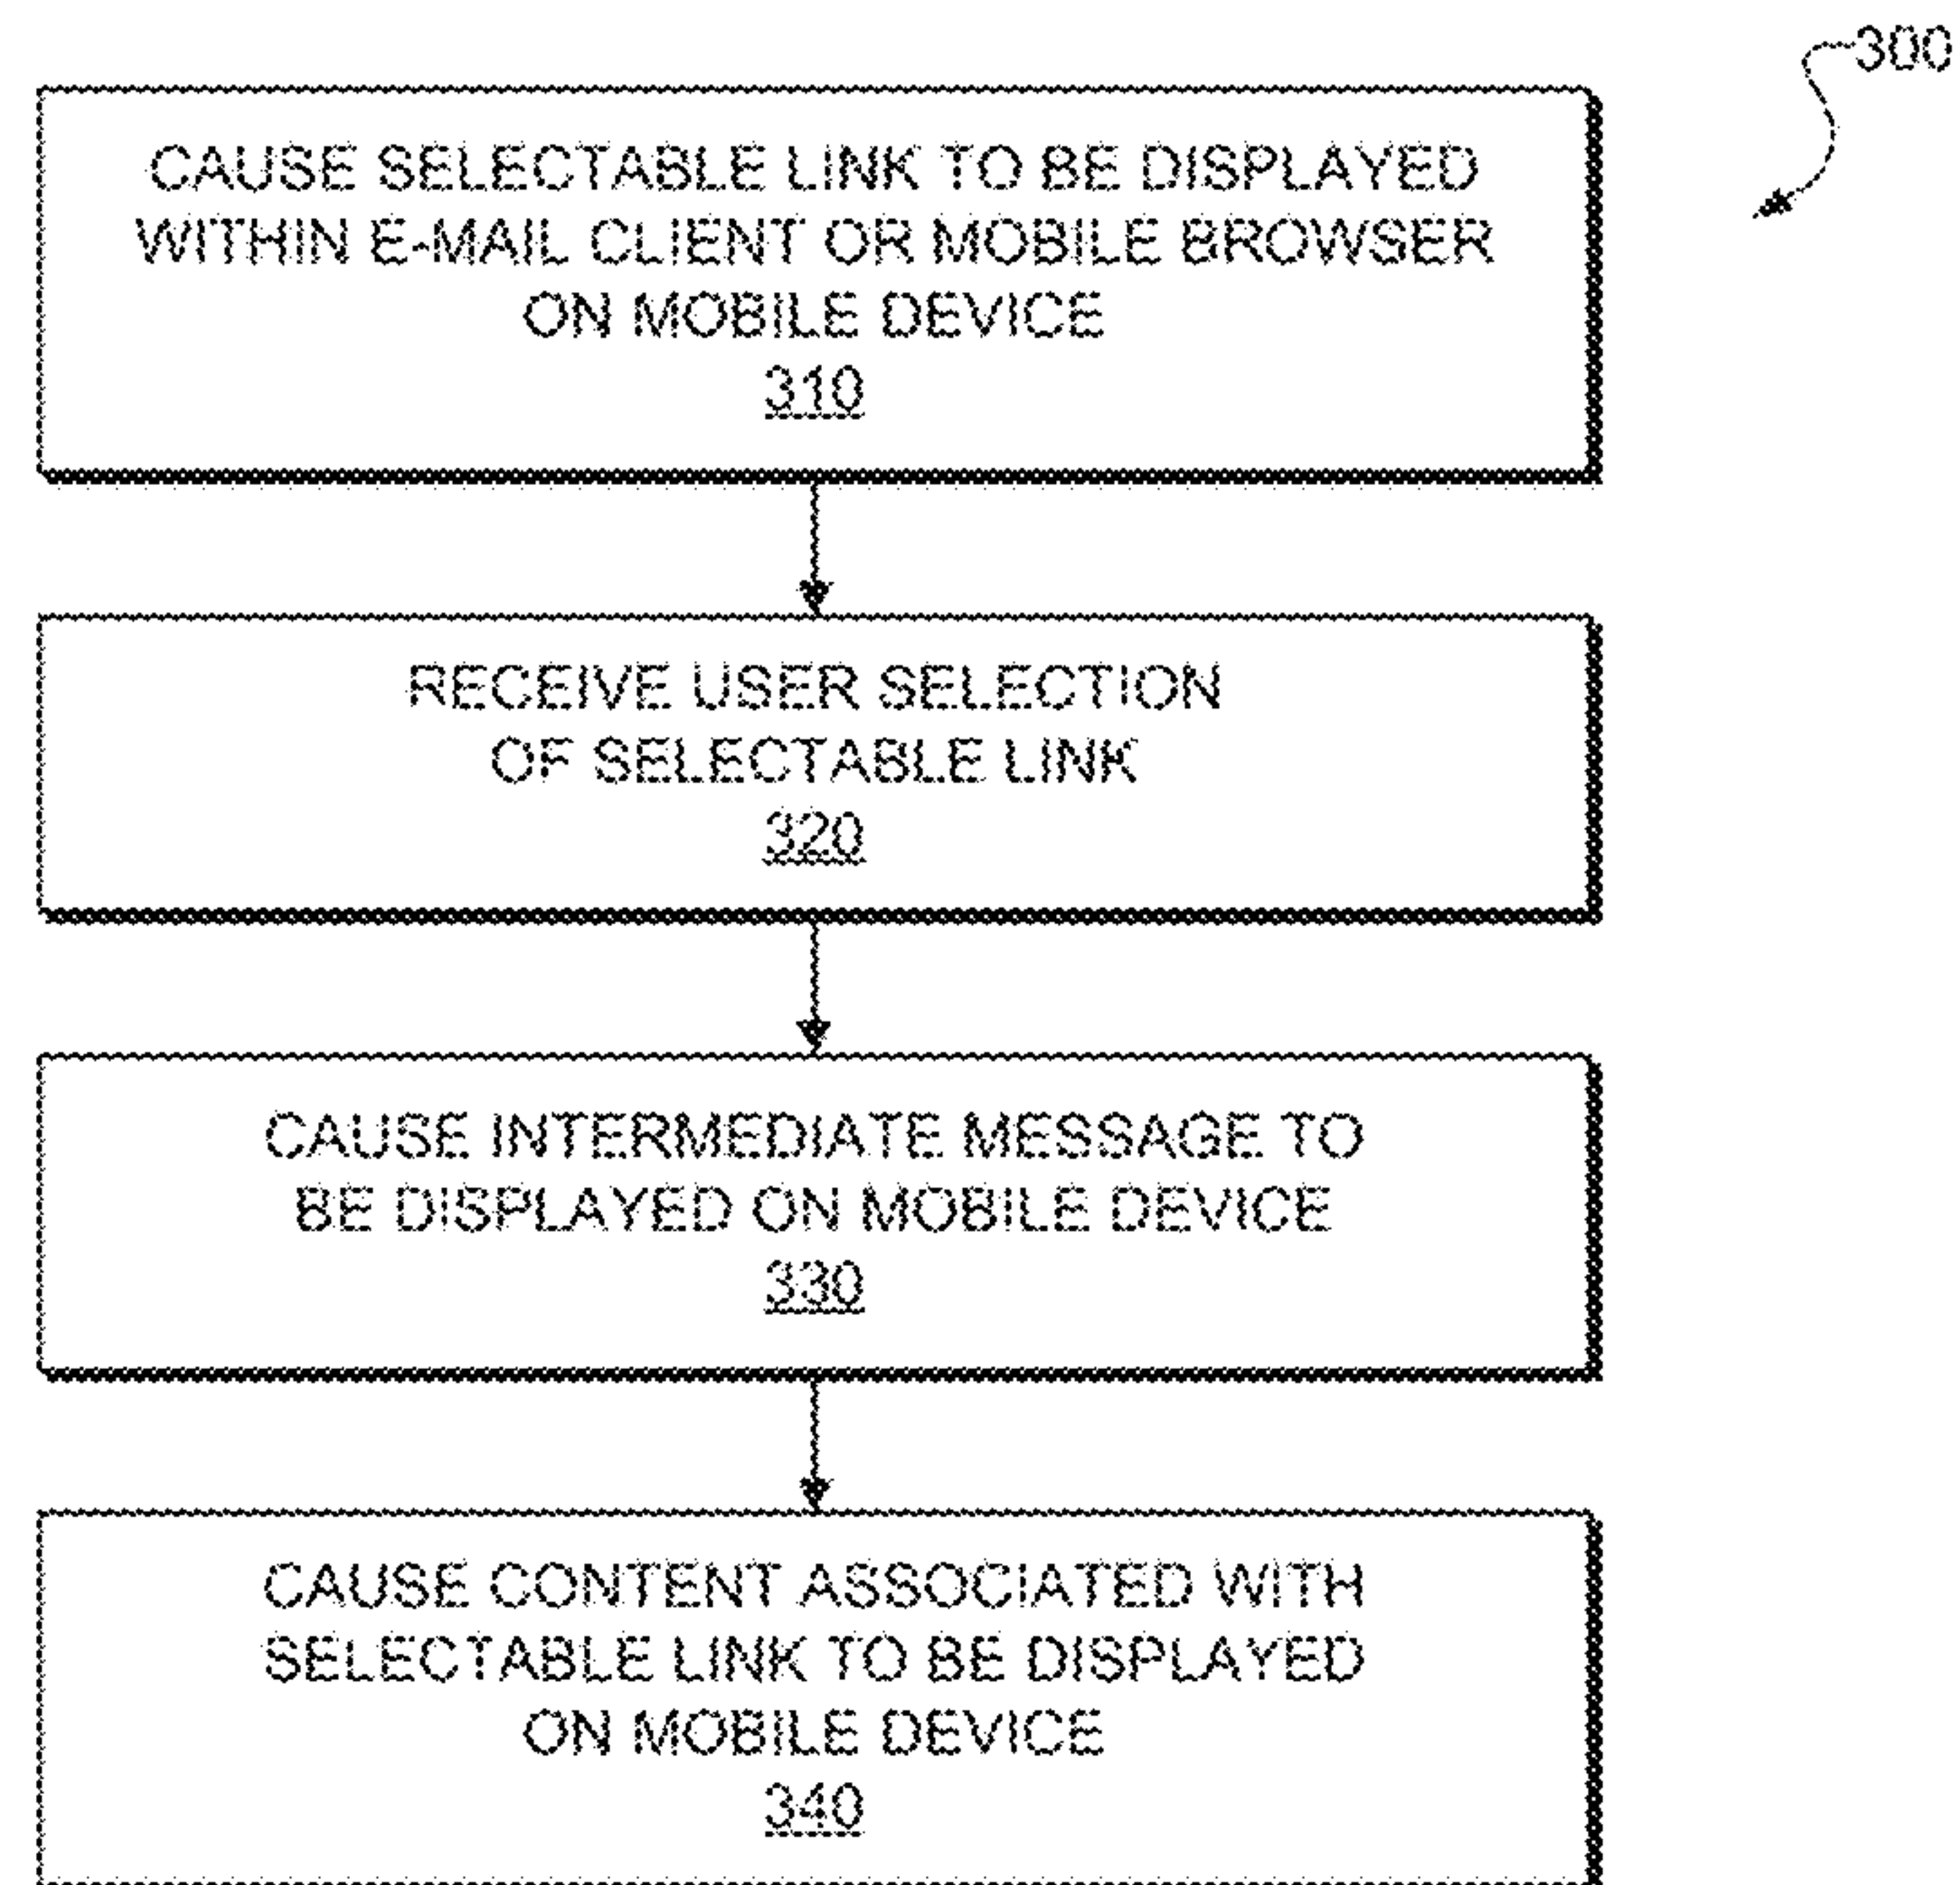 300
CAUSE SELECTABLE LINK TO BE DISPLAYED
WITHIN E-MAIL CLIENT OR MOBILE BROWSER
ON MOBILE DEVICE
310
RECEIVE USER SELECTION
OF SELECTABLE LINK
320
CAUSE INTERMEDIATE MESSAGE TO
BE DISPLAYED ON MOBILE DEVICE
330
CAUSE CONTENT ASSOCIATED WITH
SELECTABLE LINK TO BE DISPLAYED
ON MOBILE DEVICE
340